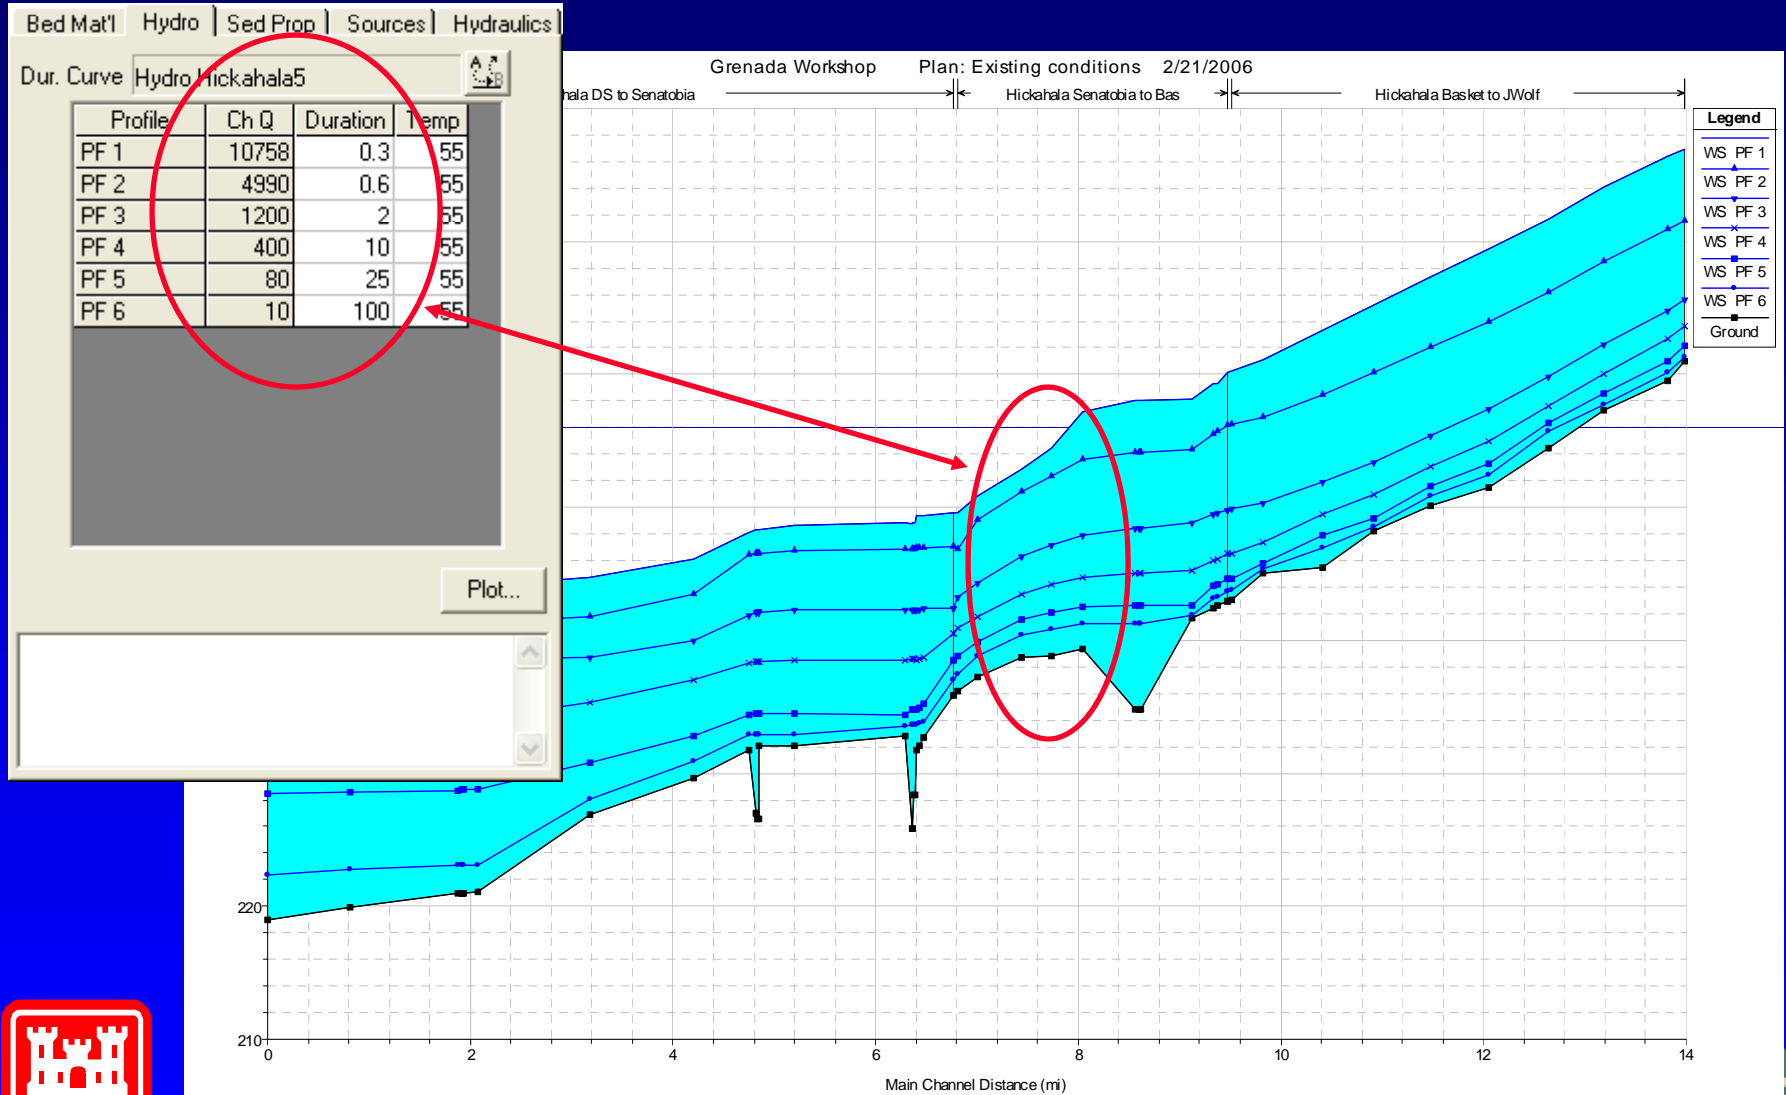 Bed Mat'l Hydro Sed Prop Sources Hydraulics
Dur. Curve Hydro Hickahala5
A B
Profile Ch Q Duration Temp
PF 1 10758 0.3 55
PF 2 4990 0.6 55
PF 3 1200 2 55
PF 4 400 10 55
PF 5 80 25 55
PF 6 10 100 55
Plot...
Grenada Workshop Plan: Existing conditions 2/21/2006
hala DS to Senatobia
Hickahala Senatobia to Bas
Hickahala Basket to JWolf
Legend
WS PF 1
WS PF 2
WS PF 3
WS PF 4
WS PF 5
WS PF 6
Ground
220
210
0 2 4 6 8 10 12 14
Main Channel Distance (mi)